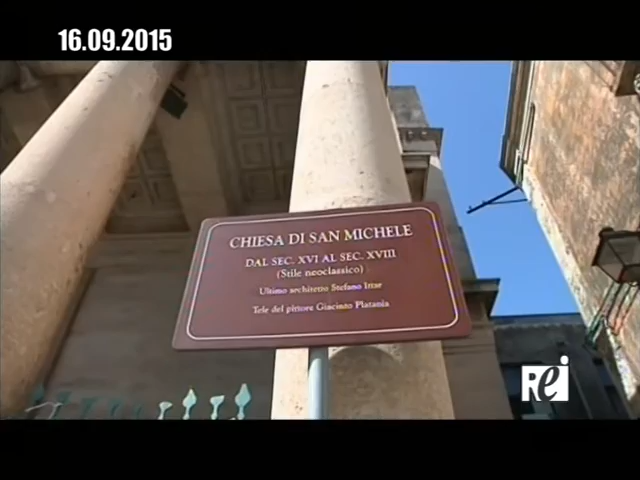 16.09.2015
CHIESA DI SAN MICHELE
DAL SEC. XVI AL SEC. XVIII
(Stile neoclassico)
Ultimo architetto Stefano Ittar
Tele del pittore Giacinto Platania
REi